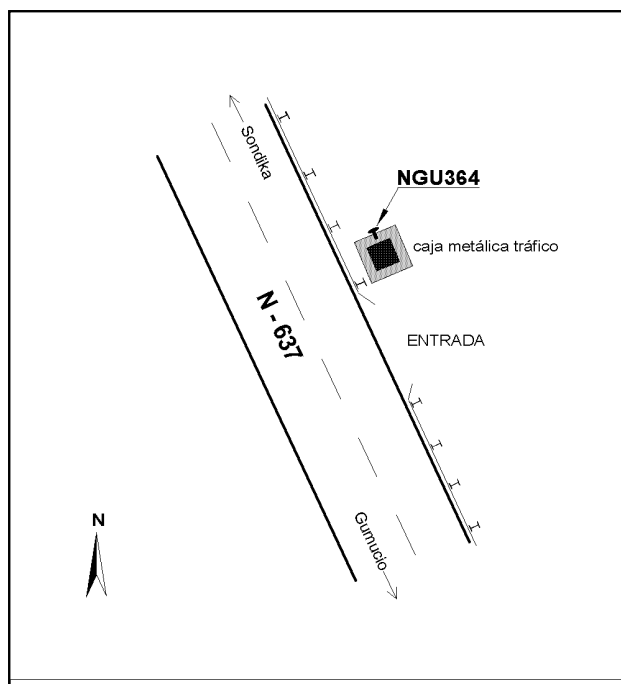 Sondika
NGU364
caja metálica tráfico
N - 637
ENTRADA
Gumucio
N